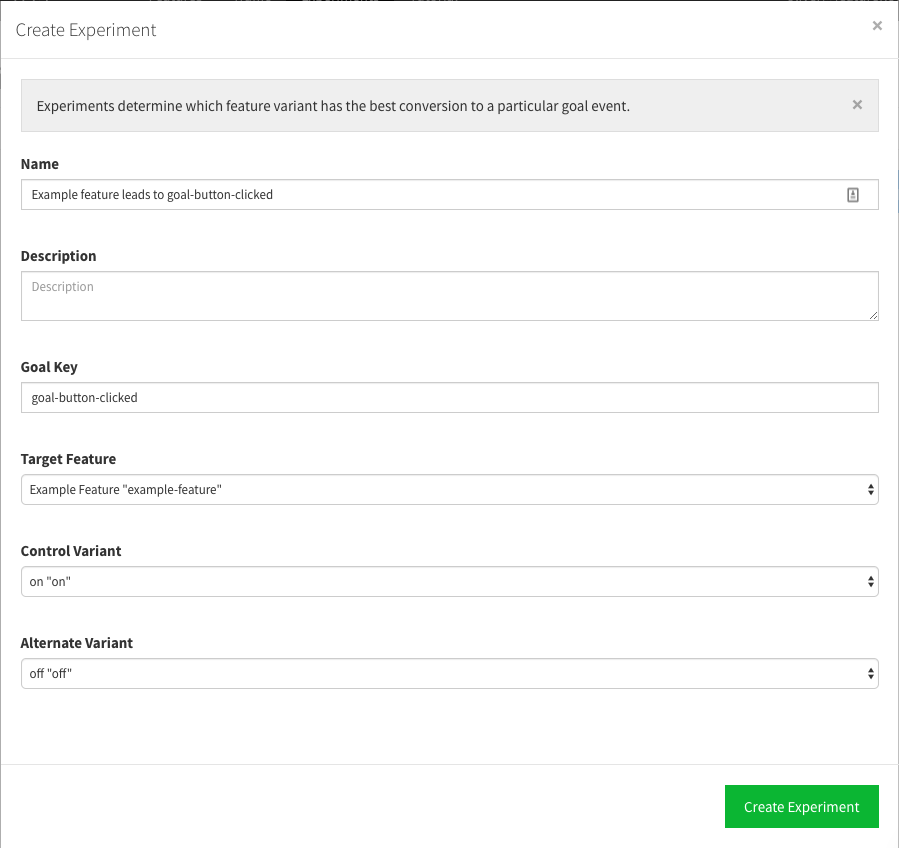 Create Experiment
×
Experiments determine which feature variant has the best conversion to a particular goal event.
×
Name
Example feature leads to goal-button-clicked
Description
Description
Goal Key
goal-button-clicked
Target Feature
Example Feature "example-feature"
Control Variant
on "on"
Alternate Variant
off "off"
Create Experiment